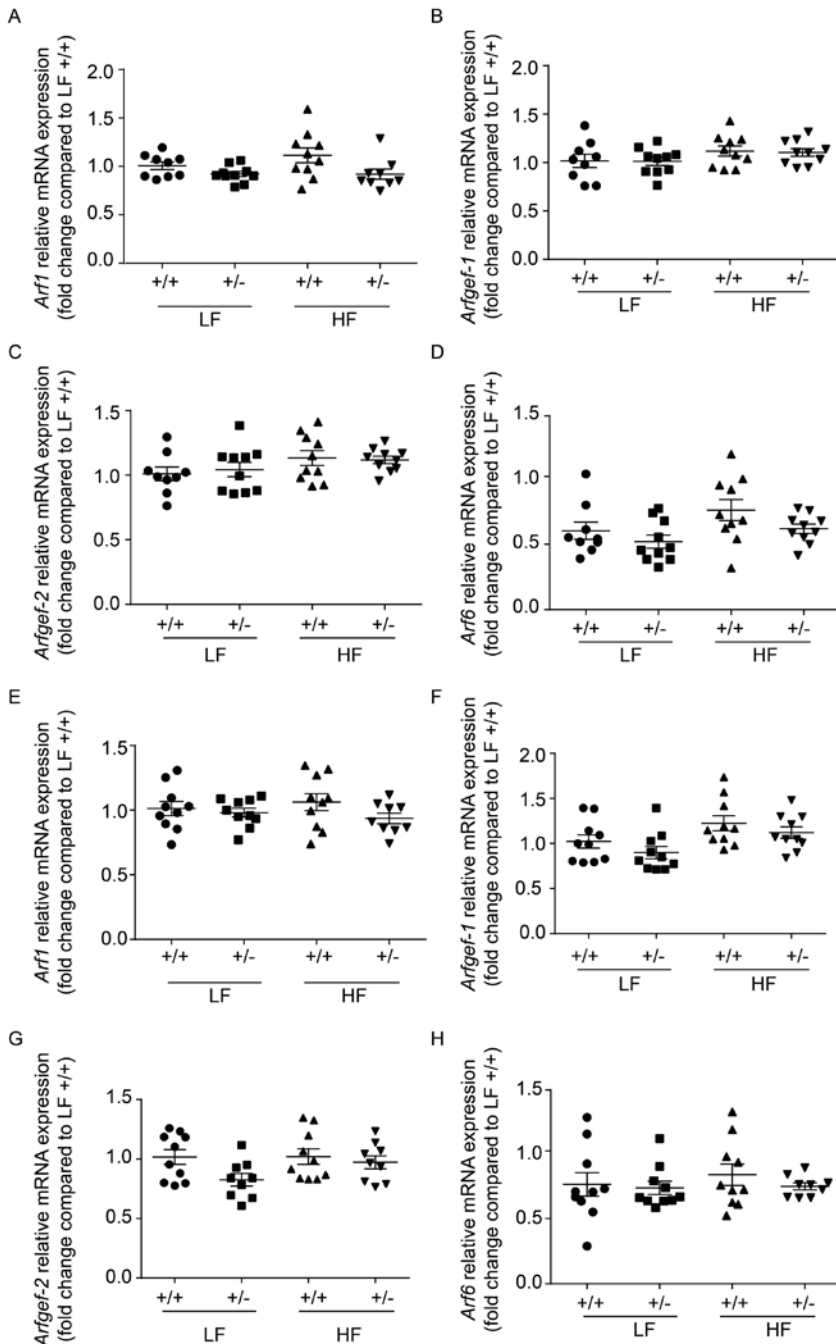 A
Arf1 relative mRNA expression
(fold change compared to LF +/+)
2.0
1.5
1.0
0.5
0.0
+/+ +/- +/+ +/-
LF HF
B
Arfgef-1 relative mRNA expression
(fold change compared to LF +/+)
2.0
1.5
1.0
0.5
0.0
+/+ +/- +/+ +/-
LF HF
C
Arfgef-2 relative mRNA expression
(fold change compared to LF +/+)
1.5
1.0
0.5
0.0
+/+ +/- +/+ +/-
LF HF
D
Arf6 relative mRNA expression
(fold change compared to LF +/+)
1.5
1.0
0.5
0.0
+/+ +/- +/+ +/-
LF HF
E
Arf1 relative mRNA expression
(fold change compared to LF +/+)
1.5
1.0
0.5
0.0
+/+ +/- +/+ +/-
LF HF
F
Arfgef-1 relative mRNA expression
(fold change compared to LF +/+)
2.0
1.5
1.0
0.5
0.0
+/+ +/- +/+ +/-
LF HF
G
Arfgef-2 relative mRNA expression
(fold change compared to LF +/+)
1.5
1.0
0.5
0.0
+/+ +/- +/+ +/-
LF HF
H
Arf6 relative mRNA expression
(fold change compared to LF +/+)
1.5
1.0
0.5
0.0
+/+ +/- +/+ +/-
LF HF